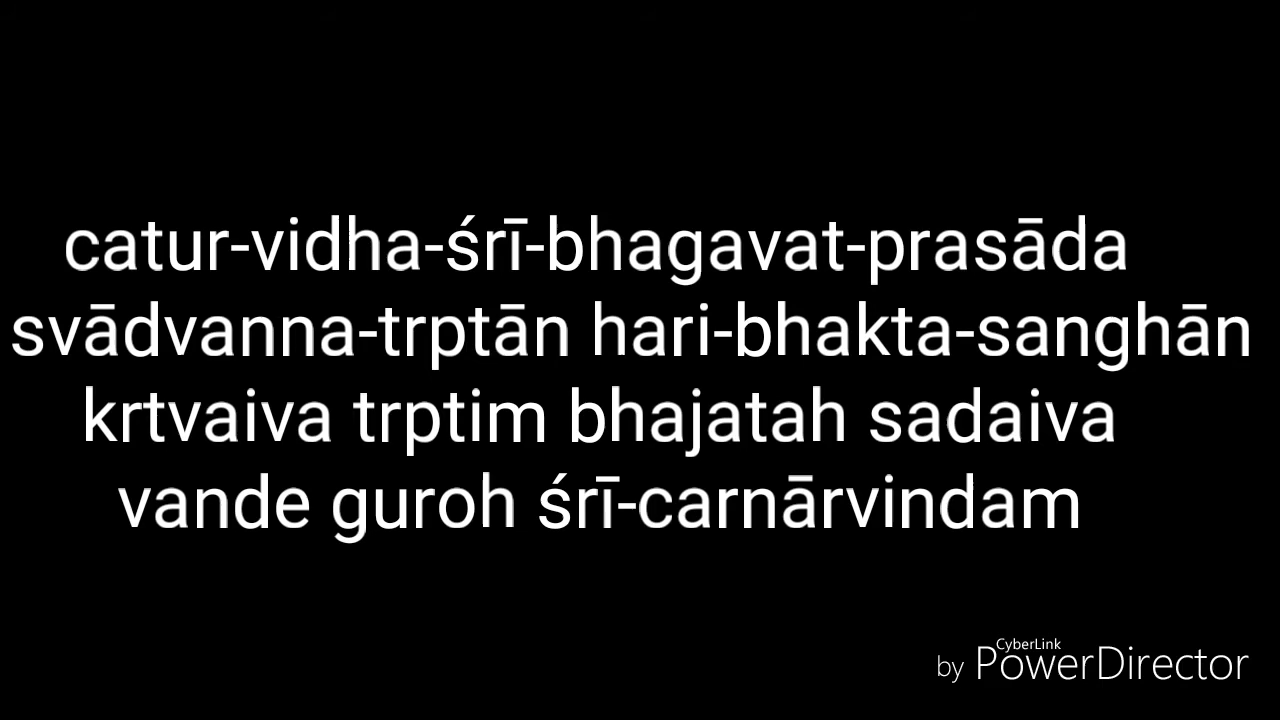 catur-vidha-śrī-bhagavat-prasāda
svādvanna-trptān hari-bhakta-sanghān
krtvaiva trptim bhajatah sadaiva
vande guroh śrī-carnārvindam
CyberLink
by PowerDirector